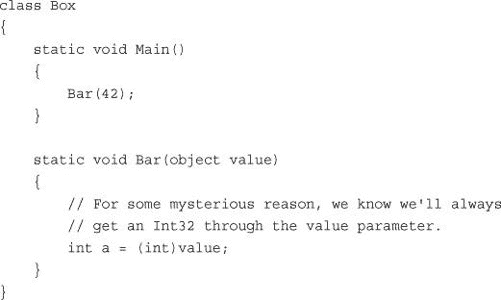 class Box
{
    static void Main()
    {
        Bar(42);
    }

    static void Bar(object value)
    {
        // For some mysterious reason, we know we'll always
        // get an Int32 through the value parameter.
        int a = (int)value;
    }
}